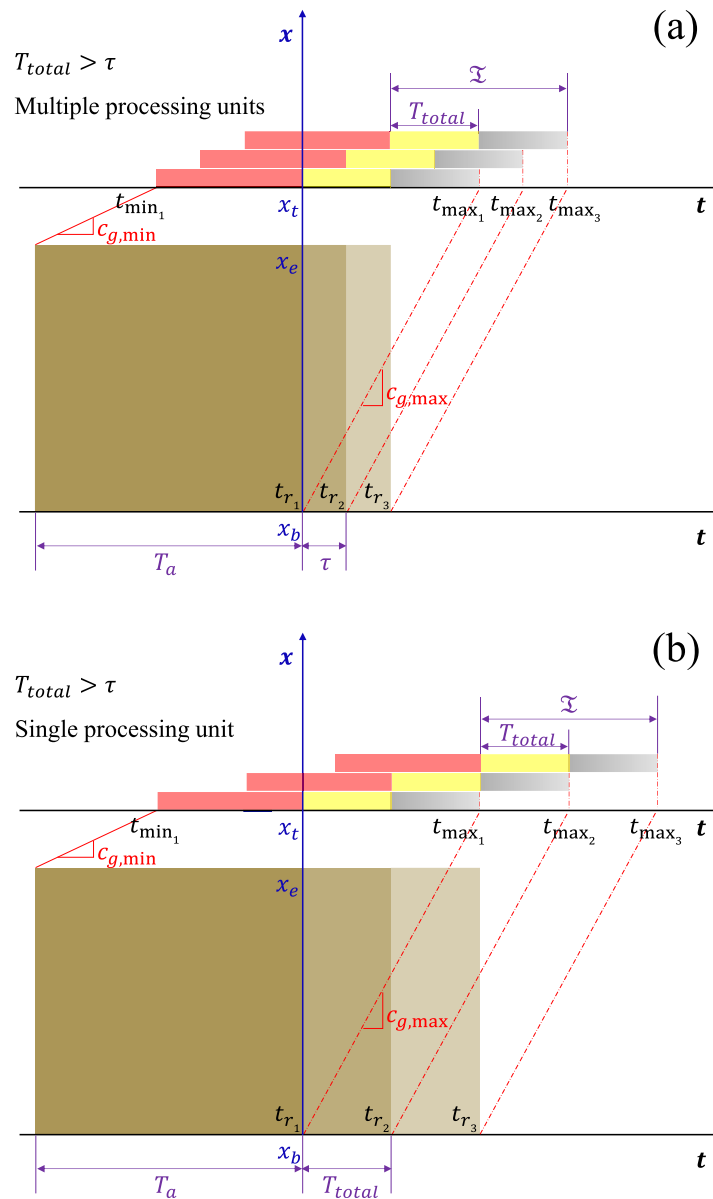 (a)
x
T_total > τ
𝔗
Multiple processing units
T_total
t_min₁
x_t
t_max₁
t_max₂
t_max₃
t
c_g,min
x_e
c_g,max
t_r₁
t_r₂
t_r₃
x_b
t
T_a
τ
(b)
x
T_total > τ
𝔗
Single processing unit
T_total
t_min₁
x_t
t_max₁
t_max₂
t_max₃
t
c_g,min
x_e
c_g,max
t_r₁
t_r₂
t_r₃
x_b
t
T_a
T_total